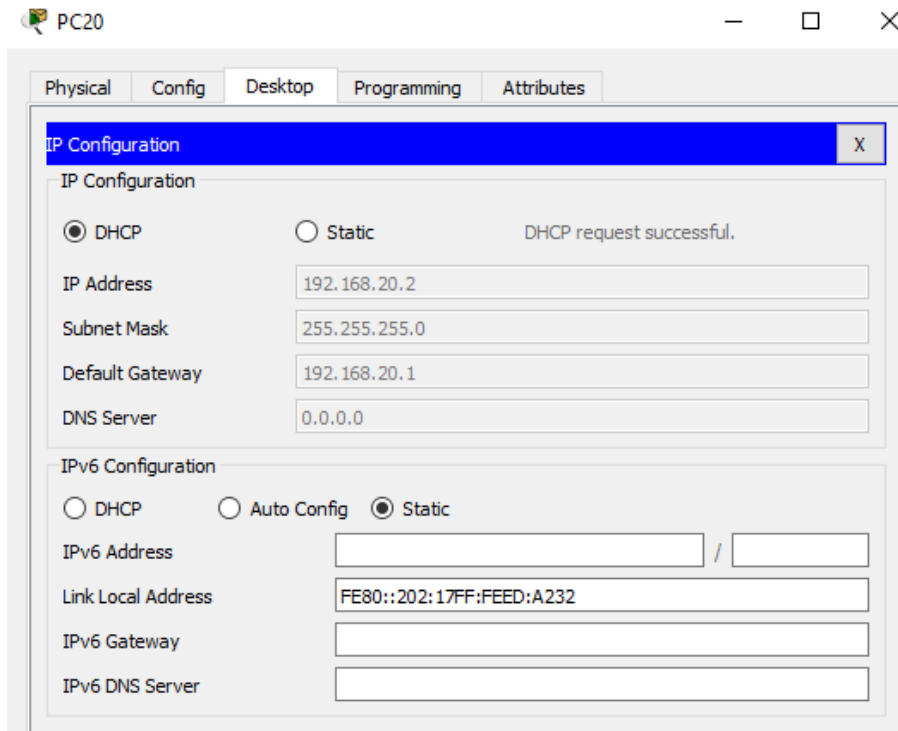 PC20
Physical Config Desktop Programming Attributes
IP Configuration X
IP Configuration
DHCP Static DHCP request successful.
IP Address 192.168.20.2
Subnet Mask 255.255.255.0
Default Gateway 192.168.20.1
DNS Server 0.0.0.0
IPv6 Configuration
DHCP Auto Config Static
IPv6 Address /
Link Local Address FE80::202:17FF:FEED:A232
IPv6 Gateway
IPv6 DNS Server